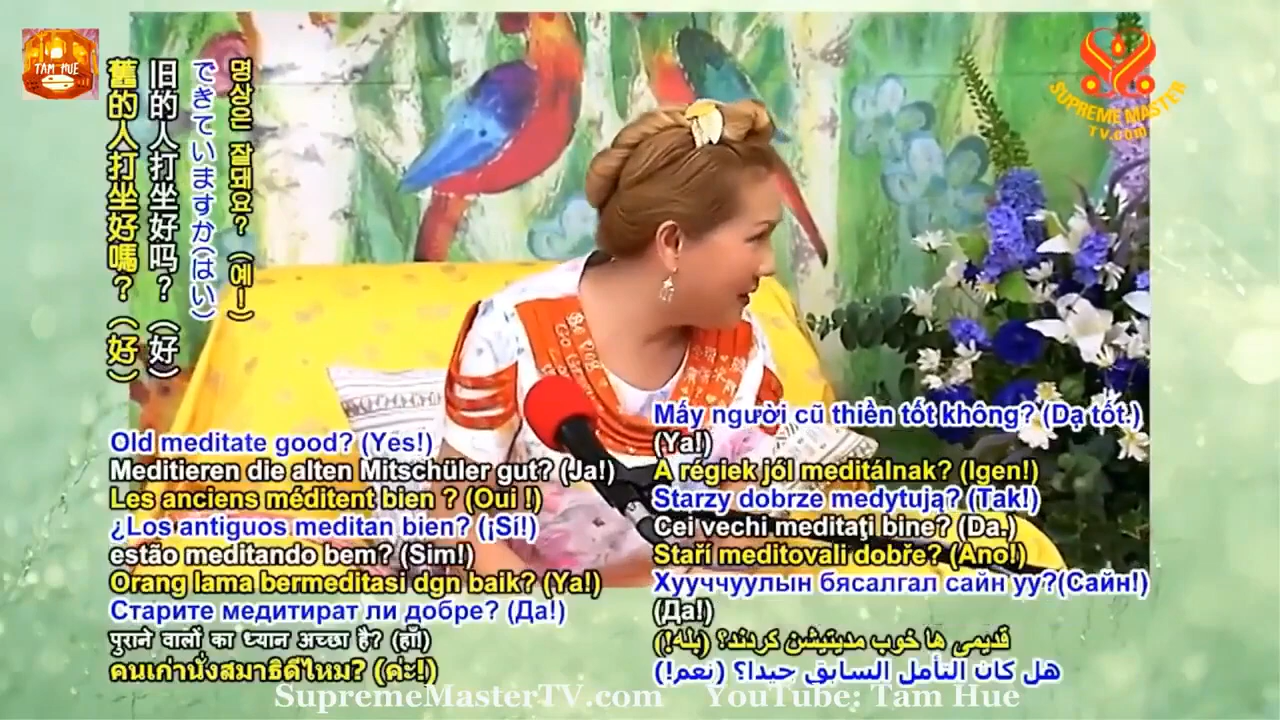 TAM HUE
SUPREME MASTER
TV.com
명상은 잘돼요? (예!)
できていますか(はい)
旧的人打坐好吗? (好)
舊的人打坐好嗎? (好)
Old meditate good? (Yes!)
Meditieren die alten Mitschüler gut? (Ja!)
Les anciens méditent bien ? (Oui !)
¿Los antiguos meditan bien? (¡Sí!)
estão meditando bem? (Sim!)
Orang lama bermeditasi dgn baik? (Ya!)
Старите медитират ли добре? (Да!)
पुराने वालों का ध्यान अच्छा है? (हाँ!)
คนเก่านั่งสมาธิดีไหม? (ค่ะ!)
Mấy người cũ thiền tốt không? (Dạ tốt.)
(Ya!)
A régiek jól meditálnak? (Igen!)
Starzy dobrze medytują? (Tak!)
Cei vechi meditaţi bine? (Da.)
Staří meditovali dobře? (Ano!)
Хууччуулын бясалгал сайн уу?(Сайн!)
(Да!)
قدیمی ها خوب مدیتیشن کردند؟ (بله!)
هل كان التأمل السابق جيدا؟ (نعم!)
SupremeMasterTV.com YouTube: Tâm Huê